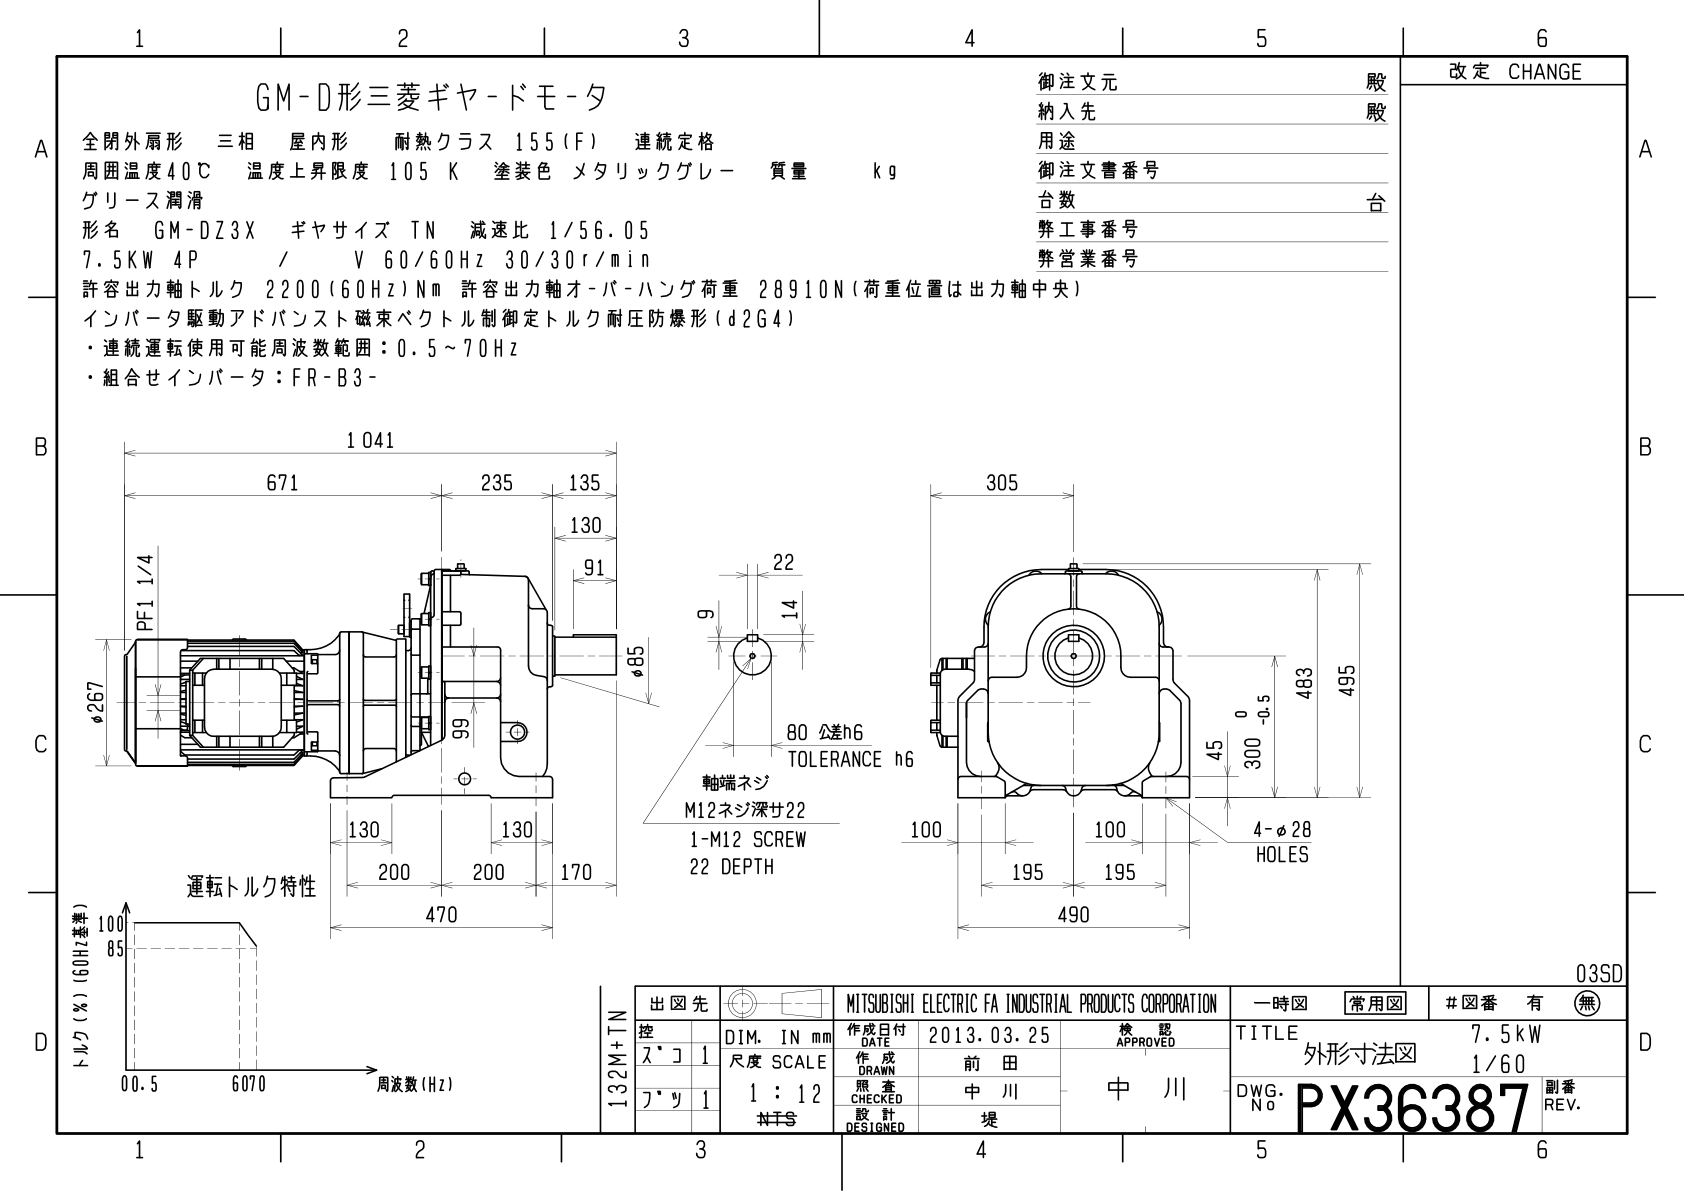 1 2 3 4 5 6
改定 CHANGE
GM-D形三菱ギヤードモータ
全閉外扇形 三相 屋内形 耐熱クラス 155(F) 連続定格
周囲温度40℃ 温度上昇限度 105 K 塗装色 メタリックグレー 質量 kg
グリース潤滑
形名 GM-DZ3X ギヤサイズ TN 減速比 1/56.05
7.5KW 4P / V 60/60Hz 30/30r/min
許容出力軸トルク 2200(60Hz)Nm 許容出力軸オーバーハング荷重 28910N(荷重位置は出力軸中央)
インバータ駆動アドバンスト磁束ベクトル制御定トルク耐圧防爆形(d2G4)
・連続運転使用可能周波数範囲:0.5~70Hz
・組合せインバータ:FR-B3-
御注文元 殿
納入先 殿
用途
御注文書番号
台数 台
弊工事番号
弊営業番号
A A
B B
C C
D D
1041
671 235 135
130
91
PF1 1/4
φ267
φ85
99
130 130
200 200 170
470
22
9
14
80 公差h6
TOLERANCE h6
軸端ネジ
M12ネジ深サ22
1-M12 SCREW
22 DEPTH
305
483
495
0
300 -0.5
45
100 100
4-φ28
HOLES
195 195
490
運転トルク特性
トルク(%)(60Hz基準)
100
85
00.5 6070
周波数(Hz)
03SD
132M+TN
出図先
控
スﾞコ 1
フﾞツ 1
DIM. IN mm
尺度 SCALE
1 : 12
NTS
MITSUBISHI ELECTRIC FA INDUSTRIAL PRODUCTS CORPORATION
作成日付
DATE
2013.03.25
検 認
APPROVED
作 成
DRAWN
前 田
照 査
CHECKED
中 川
設 計
DESIGNED
堤
中 川
一時図 常用図 #図番 有 無
TITLE
外形寸法図
7.5kW
1/60
DWG.
No
PX36387
副番
REV.
1 2 3 4 5 6